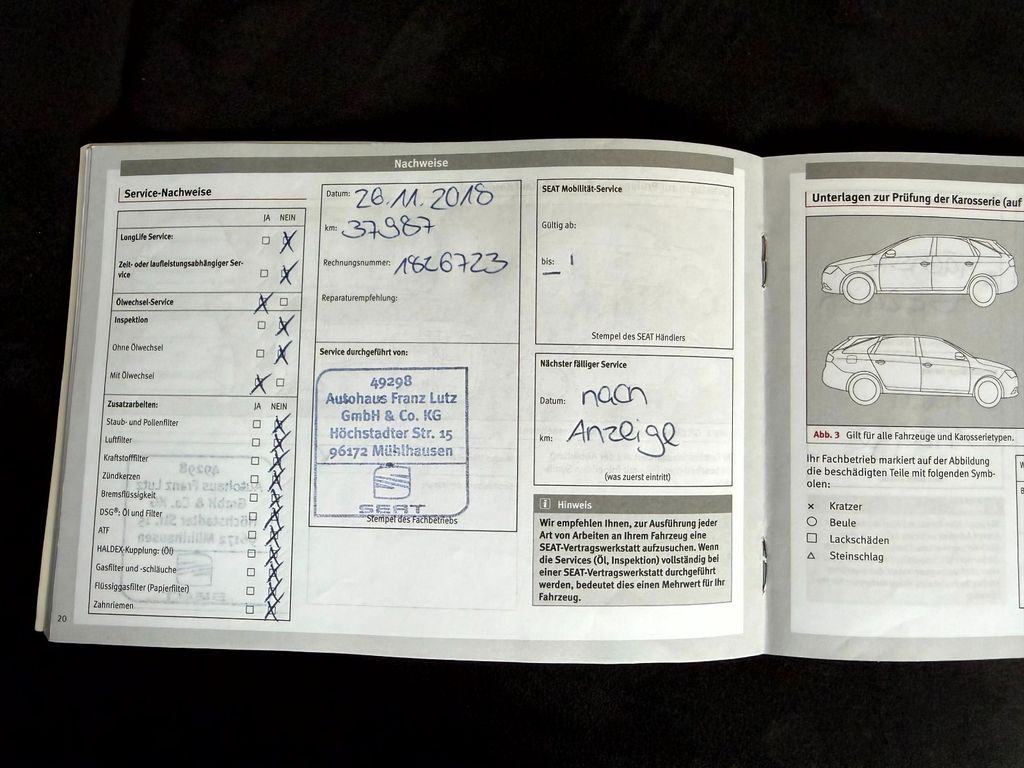 Nachweise
Service-Nachweise
JA NEIN
LongLife Service:
Zeit- oder laufleistungsabhängiger Ser-
vice
Ölwechsel-Service
Inspektion
Ohne Ölwechsel
Mit Ölwechsel
Zusatzarbeiten: JA NEIN
Staub- und Pollenfilter
Luftfilter
Kraftstofffilter
Zündkerzen
Bremsflüssigkeit
DSG®: Öl und Filter
ATF
HALDEX-Kupplung: (Öl)
Gasfilter und -schläuche
Flüssiggasfilter (Papierfilter)
Zahnriemen
20
Datum: 26.11.2018
km: 37987
Rechnungsnummer: 1826723
Reparaturempfehlung:
Service durchgeführt von:
49298
Autohaus Franz Lutz
GmbH & Co. KG
Höchstadter Str. 15
96172 Mühlhausen
SEAT
Stempel des Fachbetriebs
SEAT Mobilität-Service
Gültig ab:
bis:
Stempel des SEAT Händlers
Nächster fälliger Service
Datum: nach
km: Anzeige
(was zuerst eintritt)
i Hinweis
Wir empfehlen Ihnen, zur Ausführung jeder
Art von Arbeiten an Ihrem Fahrzeug eine
SEAT-Vertragswerkstatt aufzusuchen. Wenn
die Services (Öl, Inspektion) vollständig bei
einer SEAT-Vertragswerkstatt durchgeführt
werden, bedeutet dies einen Mehrwert für Ihr
Fahrzeug.
Unterlagen zur Prüfung der Karosserie (auf
Abb. 3 Gilt für alle Fahrzeuge und Karosserietypen.
Ihr Fachbetrieb markiert auf der Abbildung
die beschädigten Teile mit folgenden Symb-
olen:
× Kratzer
○ Beule
□ Lackschäden
△ Steinschlag